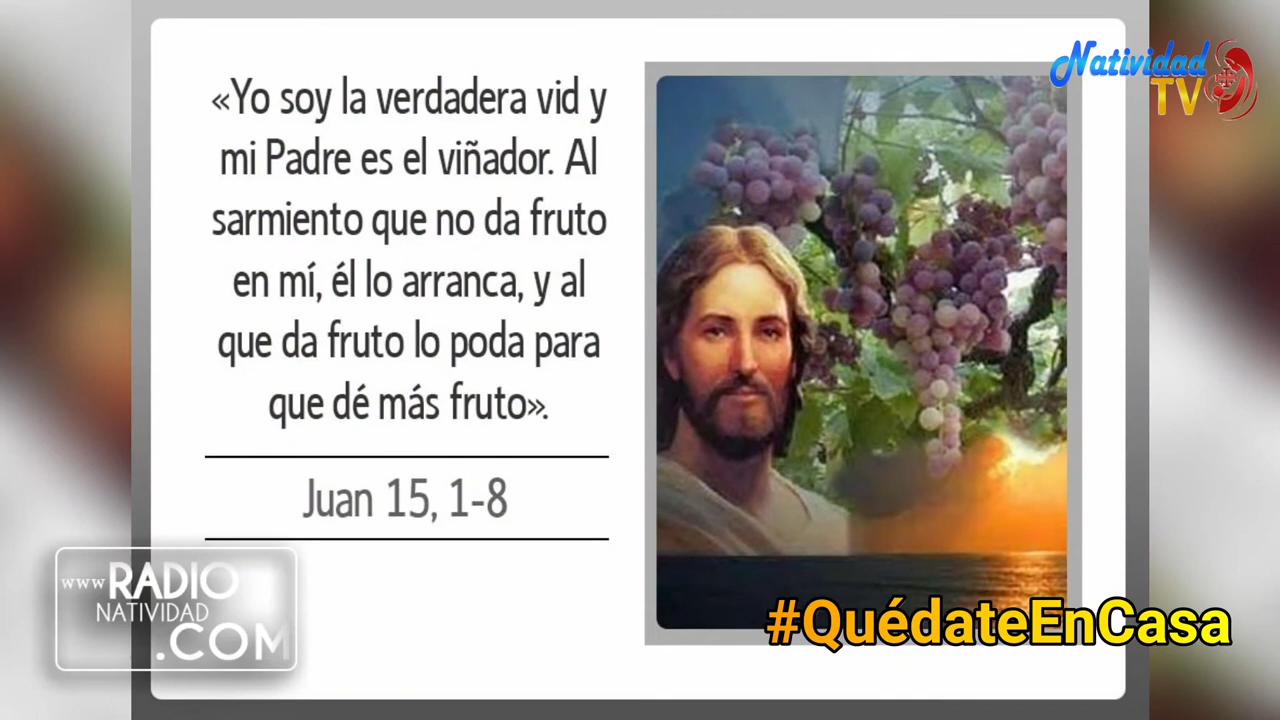 «Yo soy la verdadera vid y
mi Padre es el viñador. Al
sarmiento que no da fruto
en mí, él lo arranca, y al
que da fruto lo poda para
que dé más fruto».
Juan 15, 1-8
Natividad
TV
www RADIO
NATIVIDAD
.COM
#QuédateEnCasa